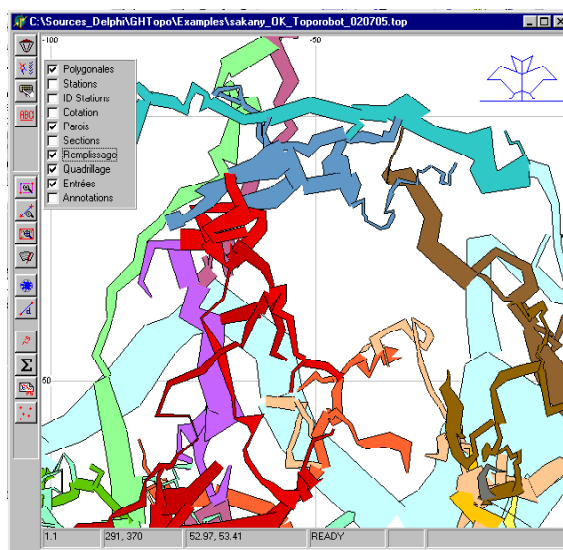 C:\Sources_Delphi\GHTopo\Examples\sakany_OK_Toporobot_020705.top
-100
-50
Polygonales
Stations
ID Stations
Cotation
Parois
Sections
Remplissage
Quadrillage
Entrées
Annotations
ABC
50
Σ
1.1
291, 370
52.97, 53.41
READY